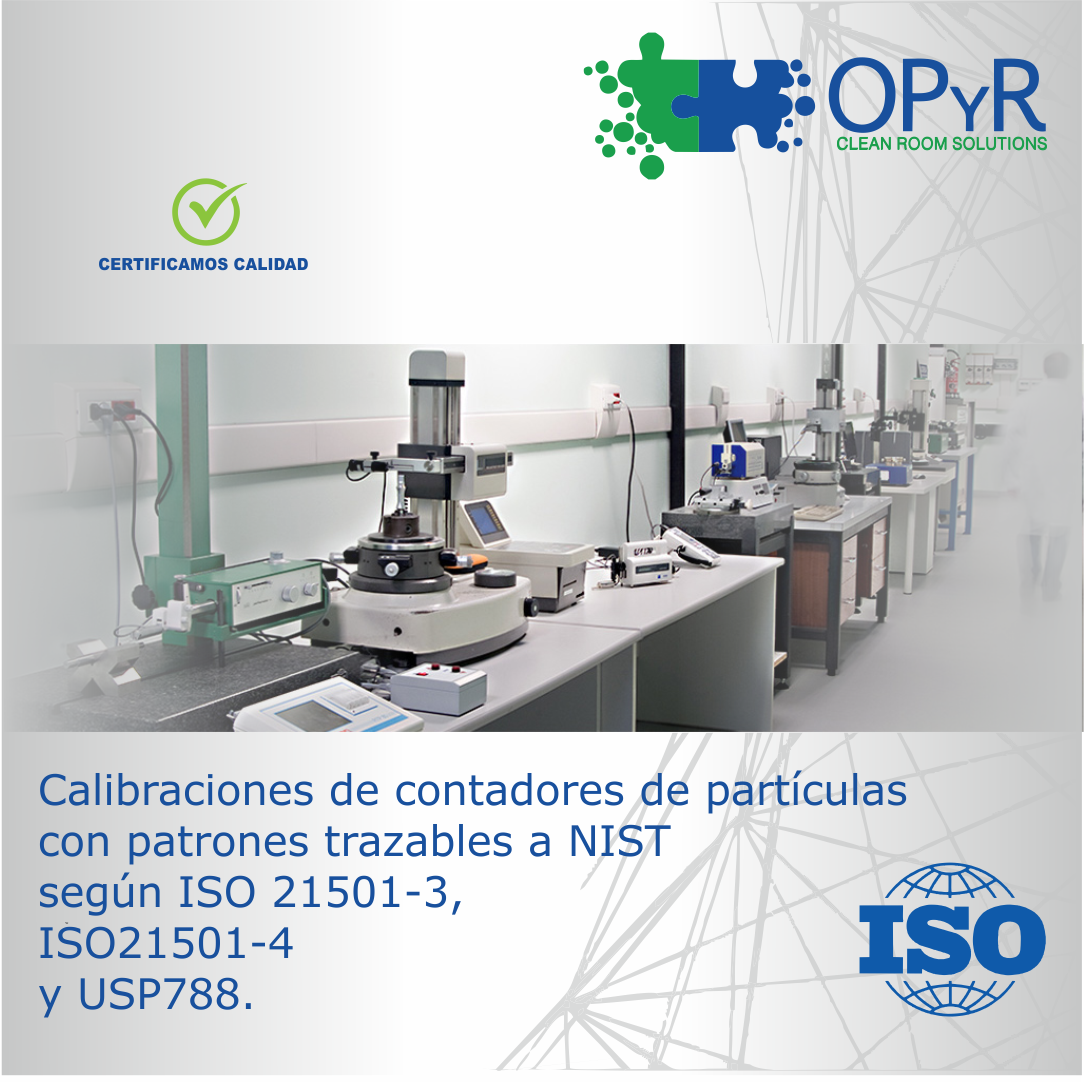 OPYR
CLEAN ROOM SOLUTIONS
CERTIFICAMOS CALIDAD
Calibraciones de contadores de partículas
con patrones trazables a NIST
según ISO 21501-3,
ISO21501-4
y USP788.
ISO